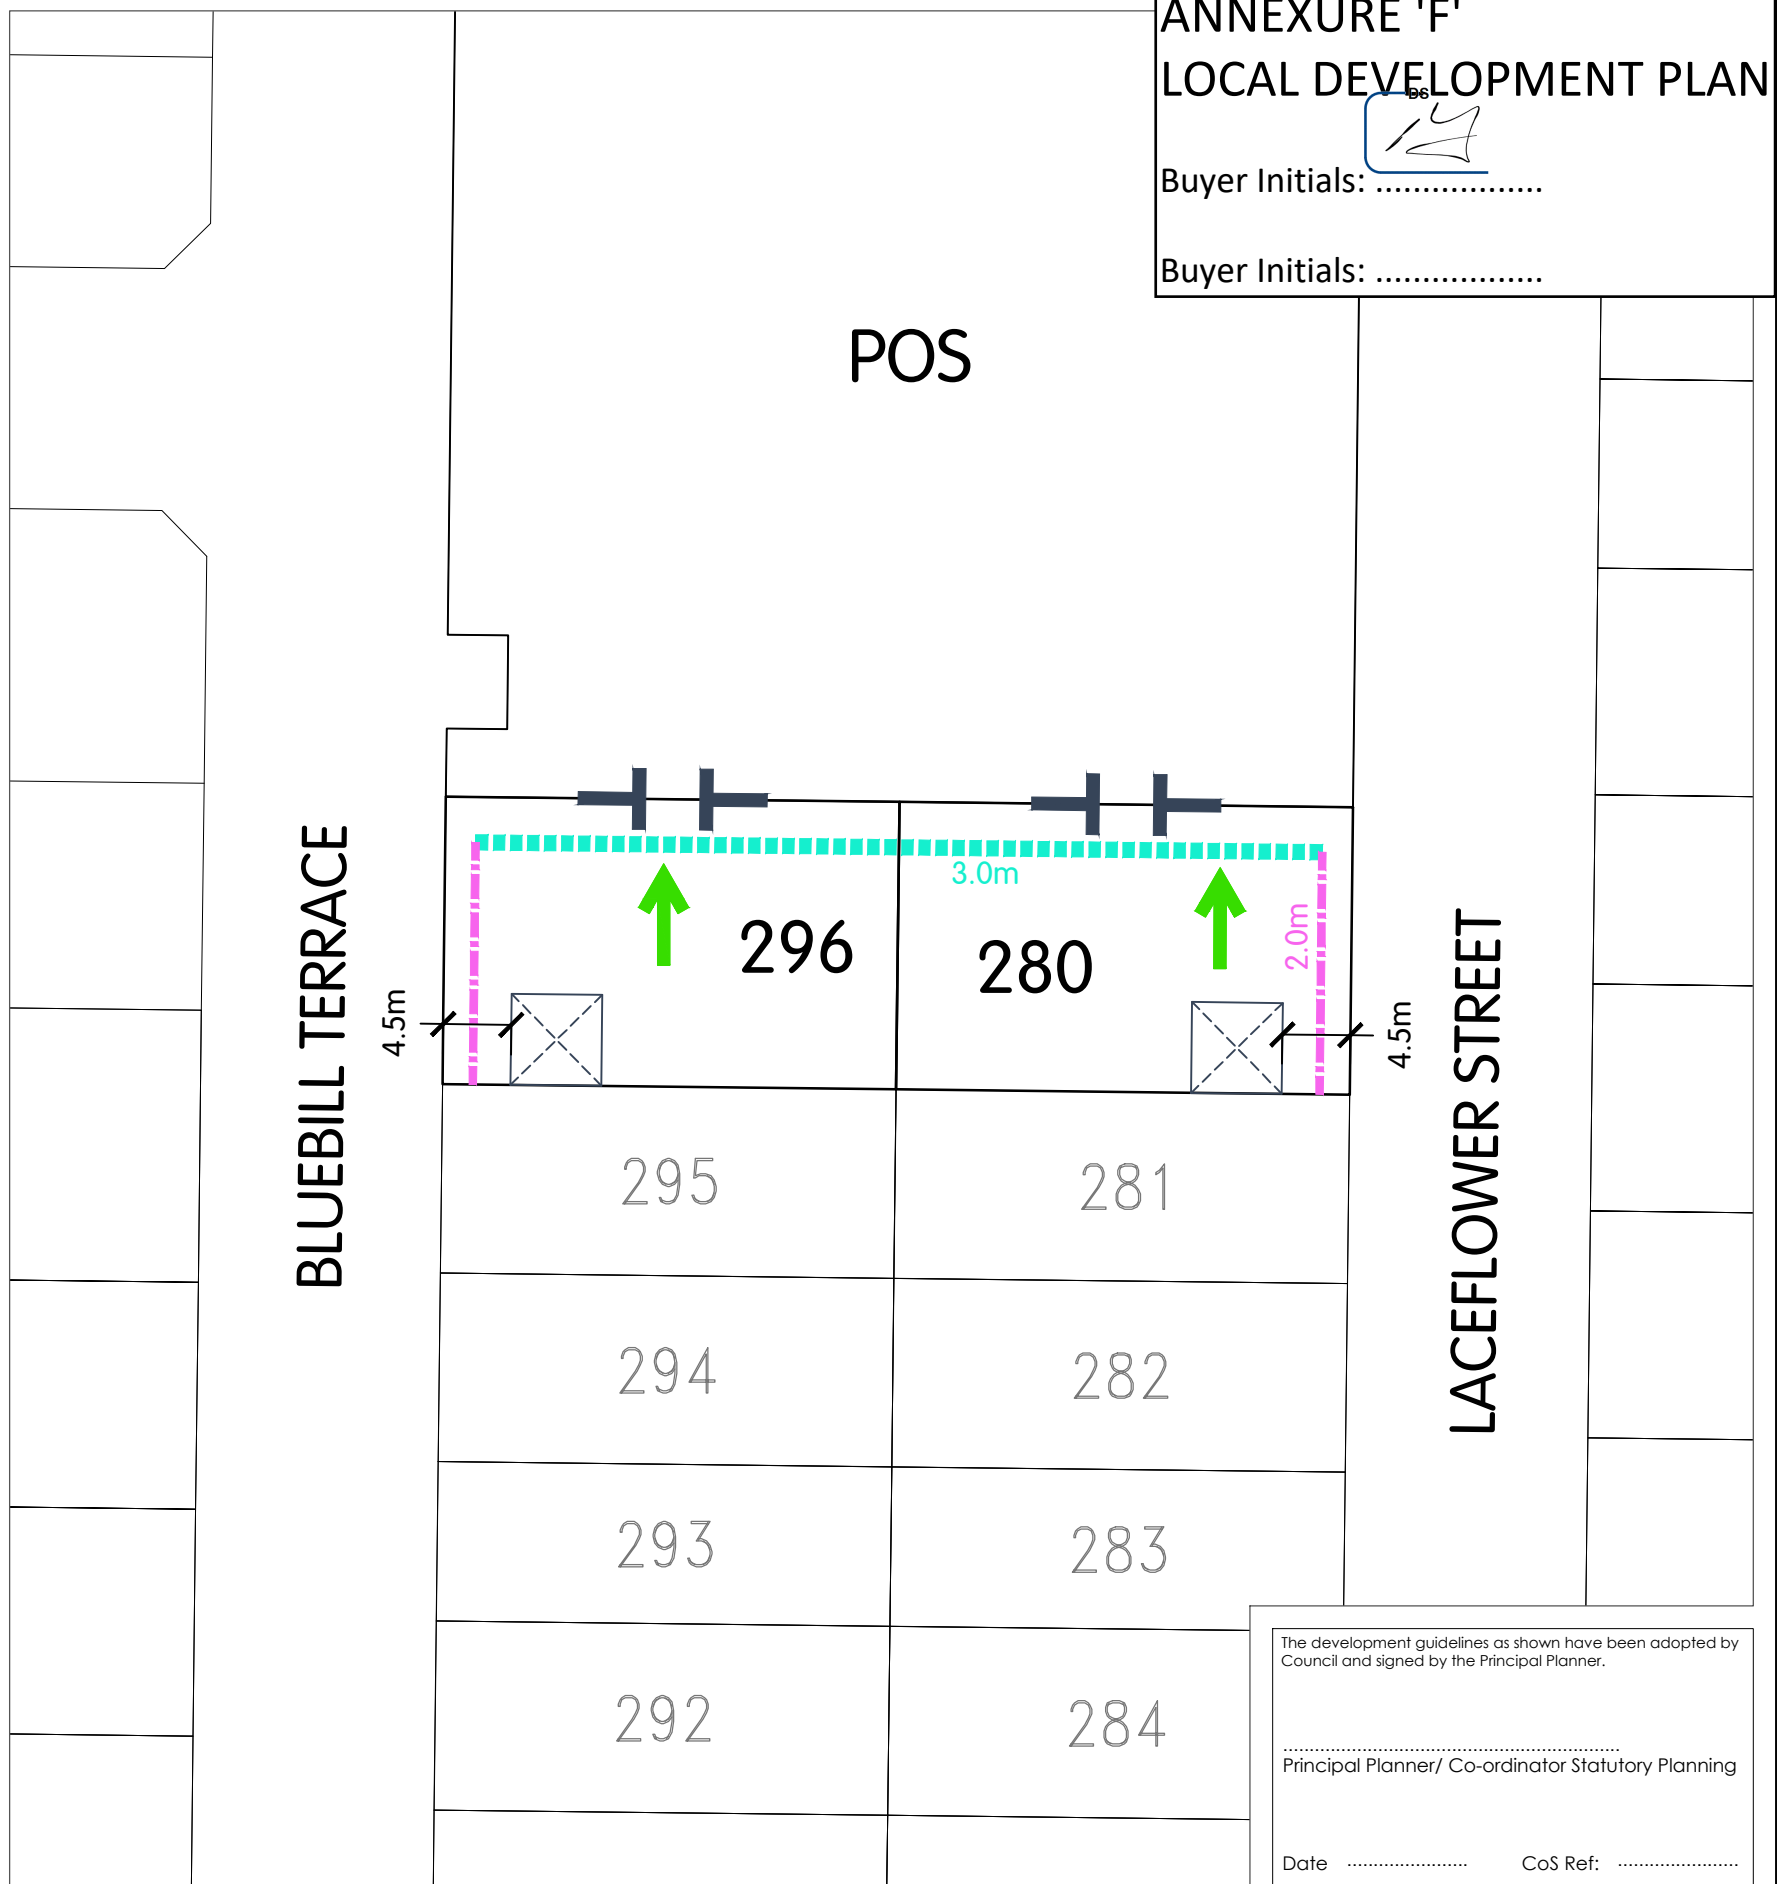 ANNEXURE 'F'
LOCAL DEVELOPMENT PLAN
DS
Buyer Initials: ..................
Buyer Initials: ..................
POS
BLUEBILL TERRACE
LACEFLOWER STREET
3.0m
2.0m
296
280
4.5m
4.5m
295
281
294
282
293
283
292
284
The development guidelines as shown have been adopted by
Council and signed by the Principal Planner.
................................................................
Principal Planner/ Co-ordinator Statutory Planning
Date ....................... CoS Ref: .......................